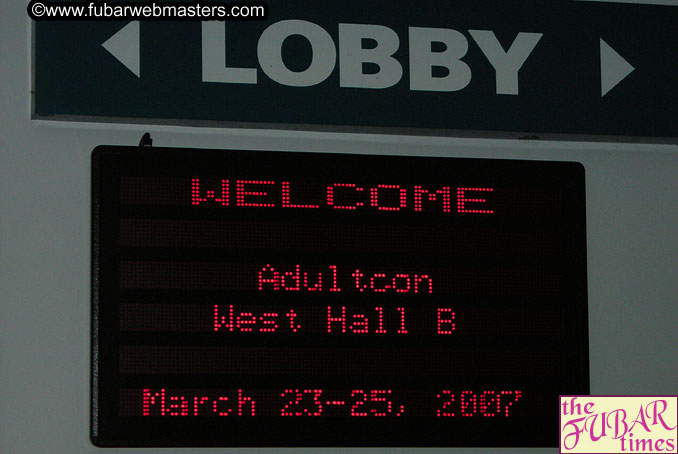 ©www.fubarwebmasters.com
LOBBY
WELCOME
Adultcon
West Hall B
March 23-25, 2007
the
FUBAR
times